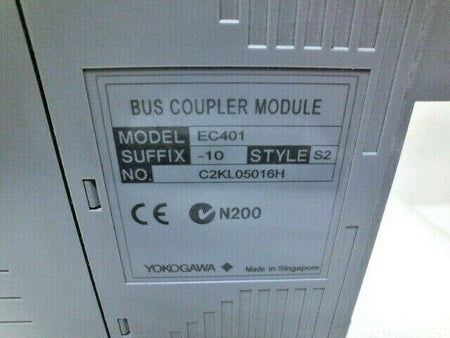 BUS COUPLER MODULE
MODEL EC401
SUFFIX -10 STYLE S2
NO. C2KL05016H
CE N200
YOKOGAWA Made in Singapore